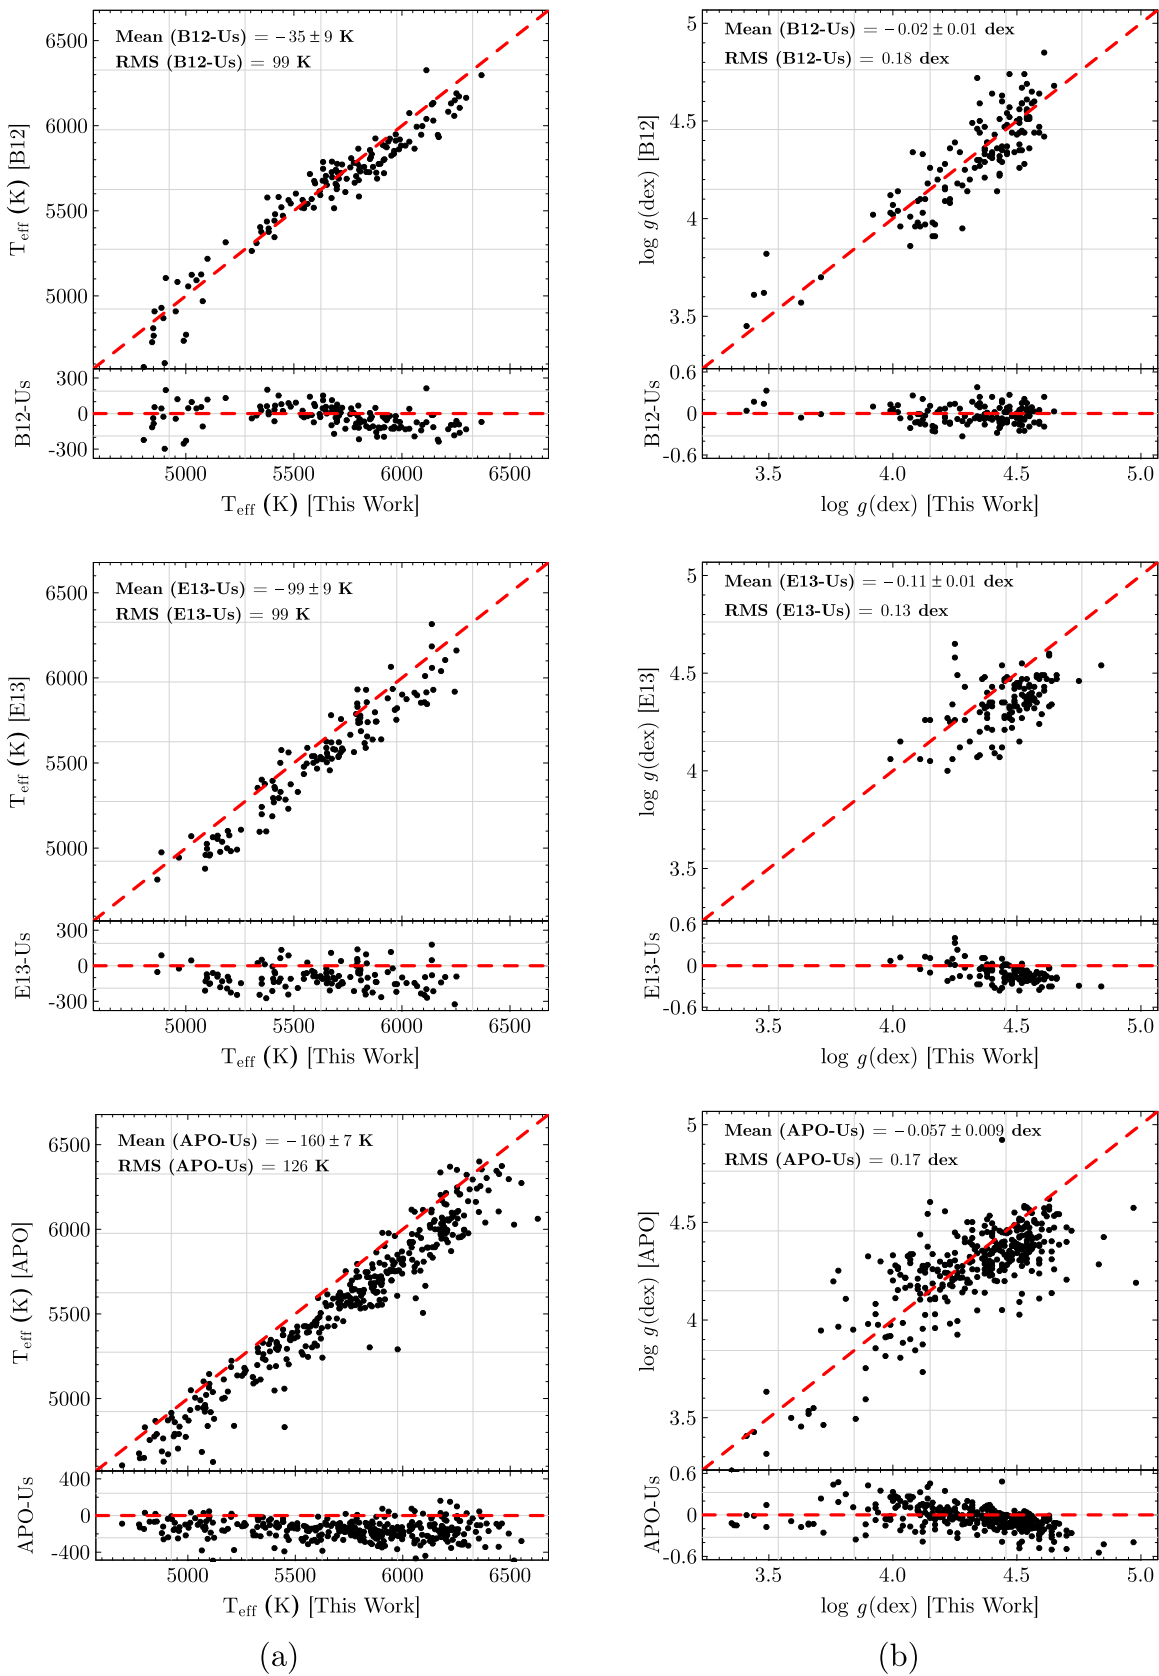 Mean (B12-Us) = −35 ± 9 K
RMS (B12-Us) = 99 K
6500
6000
5500
5000
T_eff (K) [B12]
300
0
-300
B12-Us
5000 5500 6000 6500
T_eff (K) [This Work]
Mean (B12-Us) = −0.02 ± 0.01 dex
RMS (B12-Us) = 0.18 dex
5
4.5
4
3.5
log g(dex) [B12]
0.6
0
-0.6
B12-Us
3.5 4.0 4.5 5.0
log g(dex) [This Work]
Mean (E13-Us) = −99 ± 9 K
RMS (E13-Us) = 99 K
6500
6000
5500
5000
T_eff (K) [E13]
300
0
-300
E13-Us
5000 5500 6000 6500
T_eff (K) [This Work]
Mean (E13-Us) = −0.11 ± 0.01 dex
RMS (E13-Us) = 0.13 dex
5
4.5
4
3.5
log g(dex) [E13]
0.6
0
-0.6
E13-Us
3.5 4.0 4.5 5.0
log g(dex) [This Work]
Mean (APO-Us) = −160 ± 7 K
RMS (APO-Us) = 126 K
6500
6000
5500
5000
T_eff (K) [APO]
400
0
-400
APO-Us
5000 5500 6000 6500
T_eff (K) [This Work]
Mean (APO-Us) = −0.057 ± 0.009 dex
RMS (APO-Us) = 0.17 dex
5
4.5
4
3.5
log g(dex) [APO]
0.6
0
-0.6
APO-Us
3.5 4.0 4.5 5.0
log g(dex) [This Work]
(a)
(b)